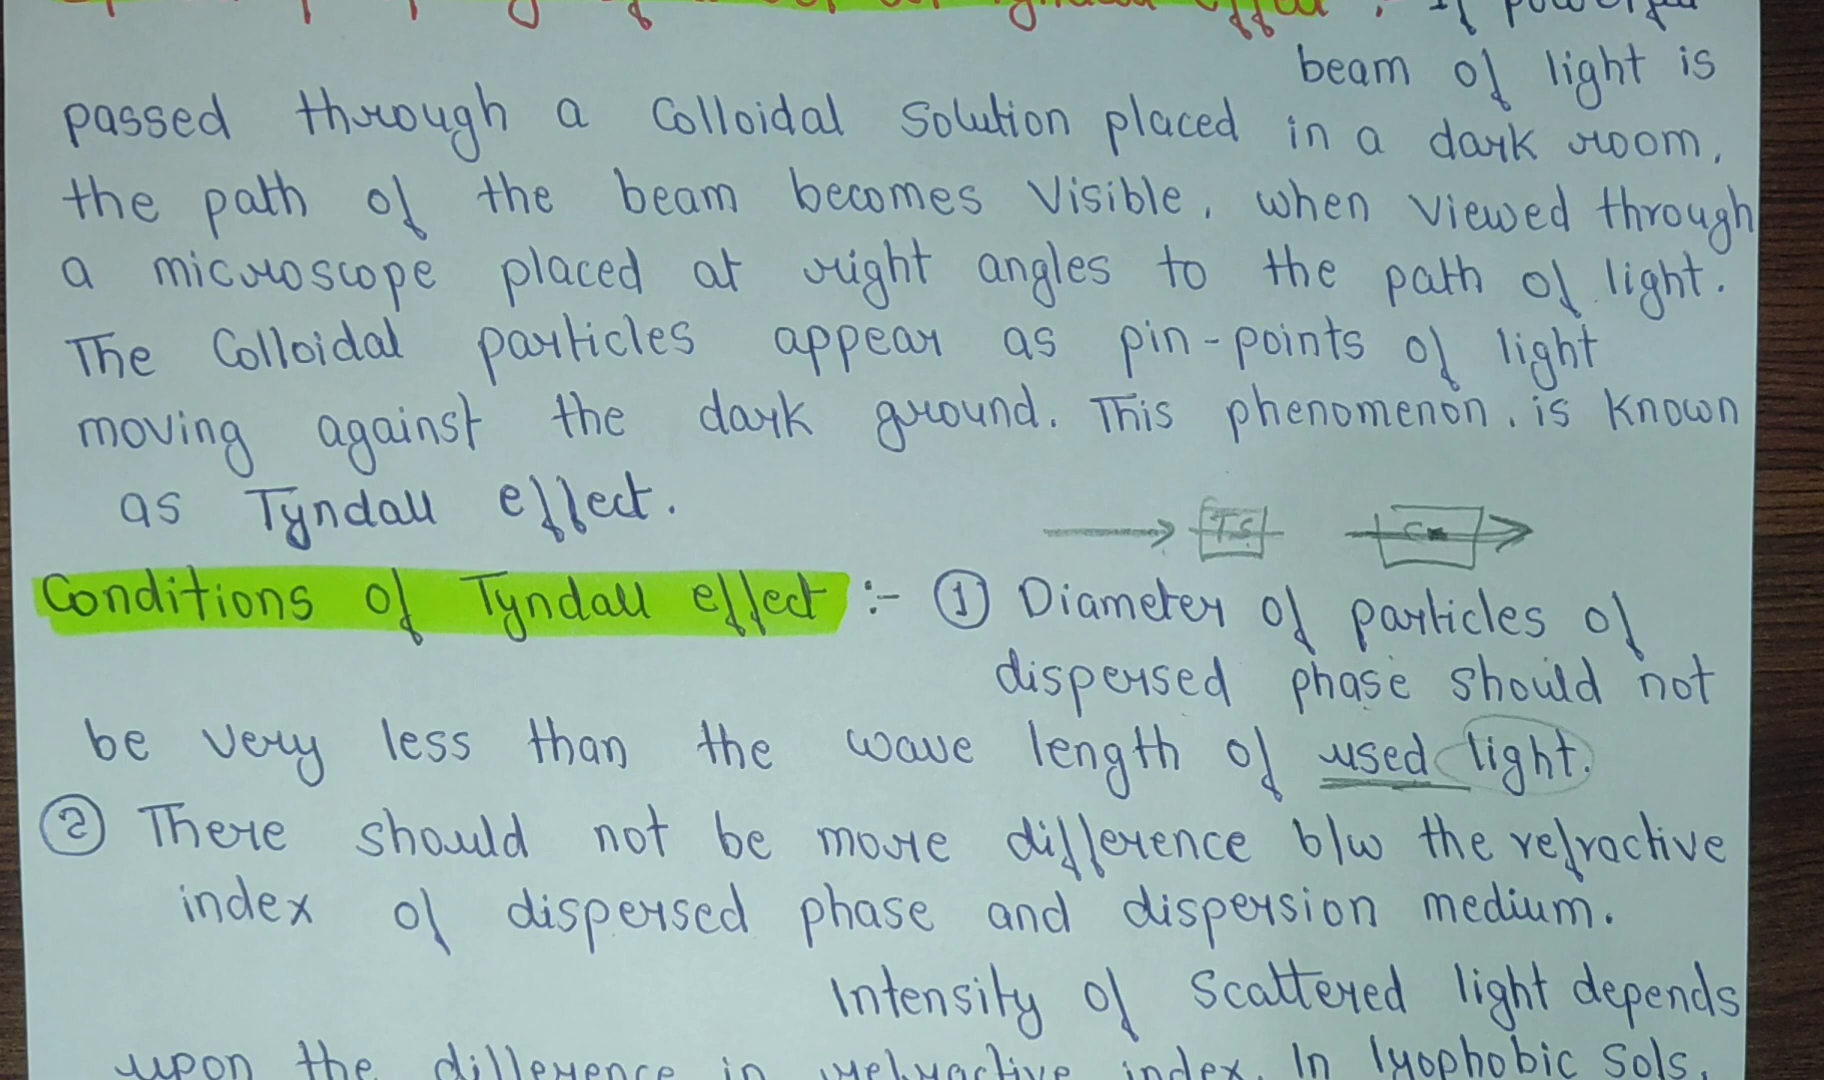 effect : If powerful
beam of light is
passed through a Colloidal Solution placed in a dark room,
the path of the beam becomes Visible, when viewed through
a microscope placed at right angles to the path of light.
The Colloidal particles appear as pin-points of light
moving against the dark ground. This phenomenon, is known
as Tyndall effect.
TS
Conditions of Tyndall effect :- ① Diameter of particles of
dispersed phase should not
be very less than the wave length of used light.
② There should not be more difference b/w the refractive
index of dispersed phase and dispersion medium.
Intensity of Scattered light depends
upon the difference in refractive index. In lyophobic Sols,